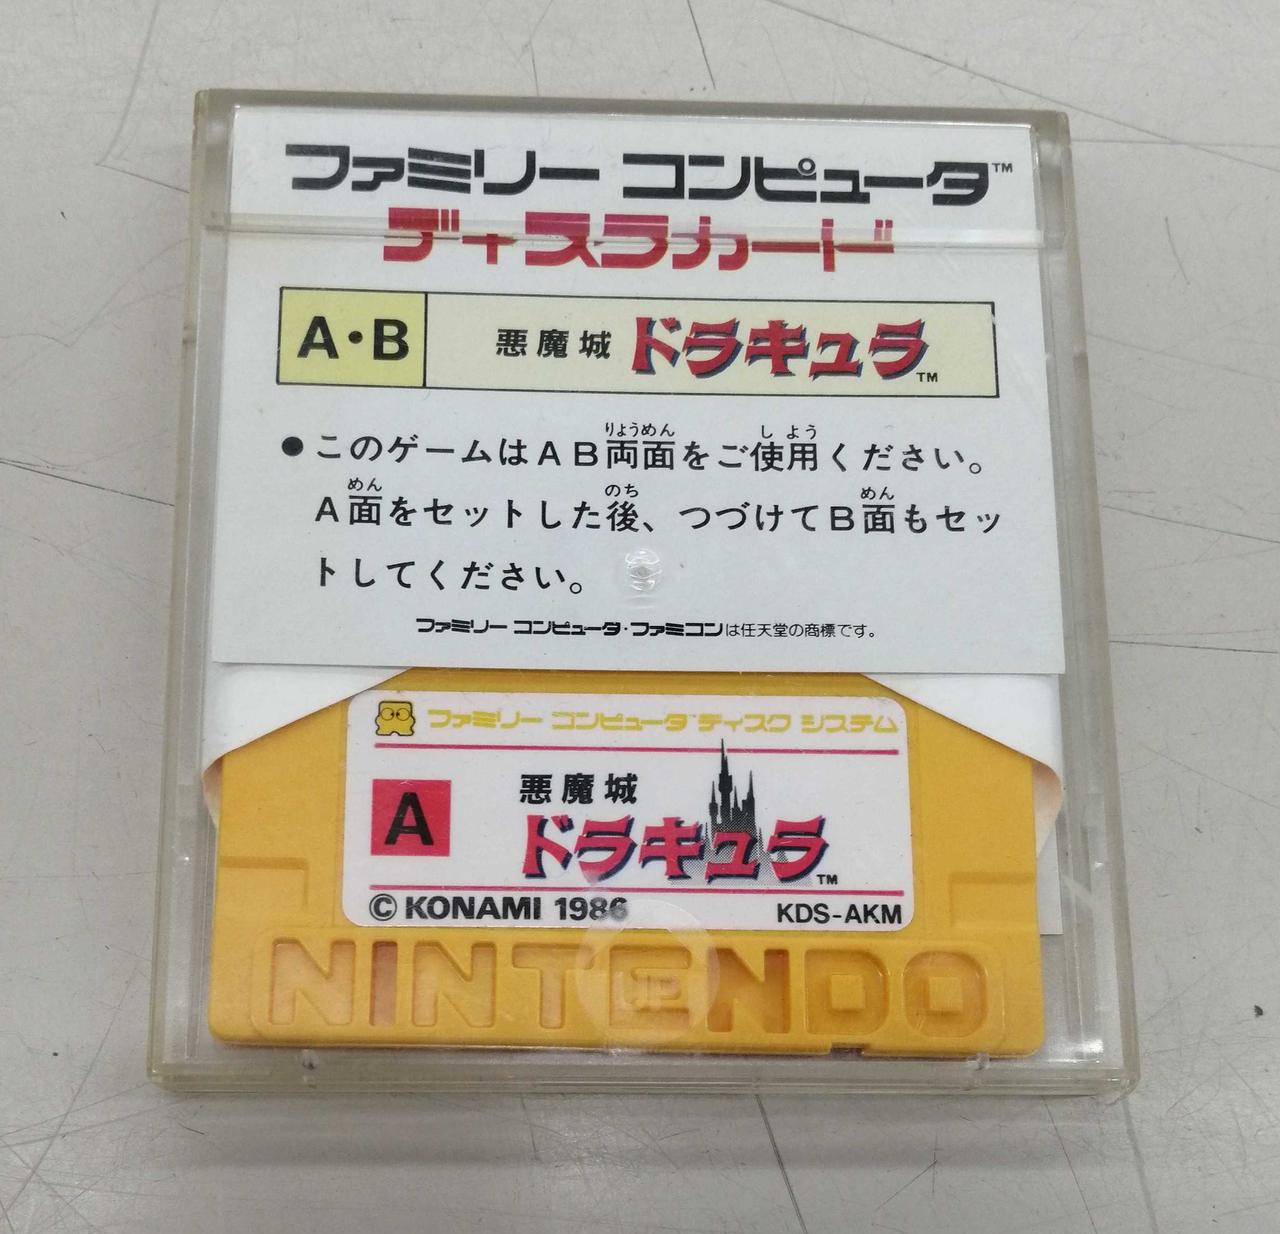 ファミリー コンピュータ™
ディスクカード
A・B 悪魔城 ドラキュラ™
●このゲームはAB両面をご使用ください。
A面をセットした後、つづけてB面もセッ
トしてください。
りょうめん しよう
めん のち めん
ファミリー コンピュータ・ファミコンは任天堂の商標です。
ファミリー コンピュータ™ ディスク システム
A
悪魔城
ドラキュラ™
© KONAMI 1986 KDS-AKM
NINTENDO